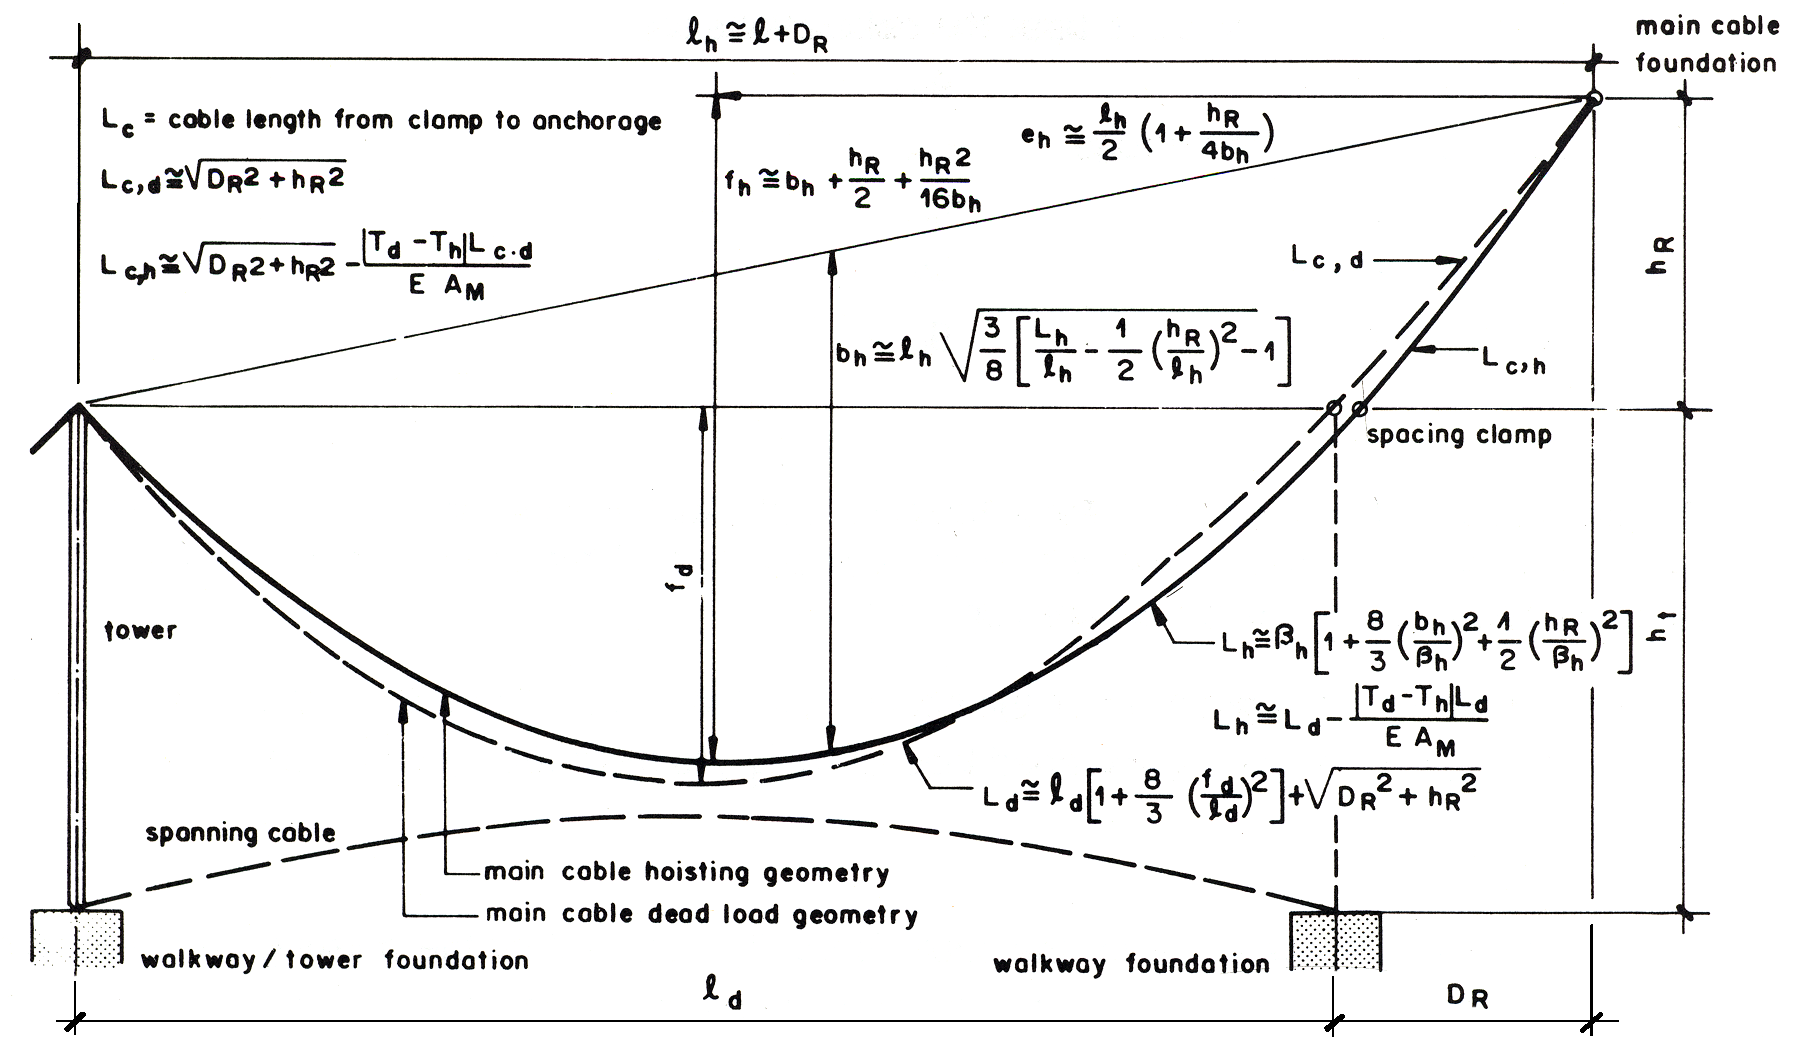 ℓh ≅ ℓ+DR
main cable
foundation
Lc = cable length from clamp to anchorage
Lc,d ≅ √(DR2 + hR2)
Lc,h ≅ √(DR2 + hR2) - |Td - Th|Lc.d / E AM
eh ≅ ℓh/2 (1 + hR/4bh)
fh ≅ bh + hR/2 + hR2/16bh
Lc,d
hR
bh ≅ ℓh √(3/8 [Lh/ℓh - 1/2 (hR/ℓh)² - 1])
Lc,h
spacing clamp
fd
tower
Lh ≅ βh [1 + 8/3 (bh/βh)² + 1/2 (hR/βh)²]
ht
Lh ≅ Ld - |Td - Th|Ld / E AM
Ld ≅ ℓd [1 + 8/3 (fd/ℓd)²] + √(DR² + hR²)
spanning cable
main cable hoisting geometry
main cable dead load geometry
walkway / tower foundation
walkway foundation
ℓd
DR